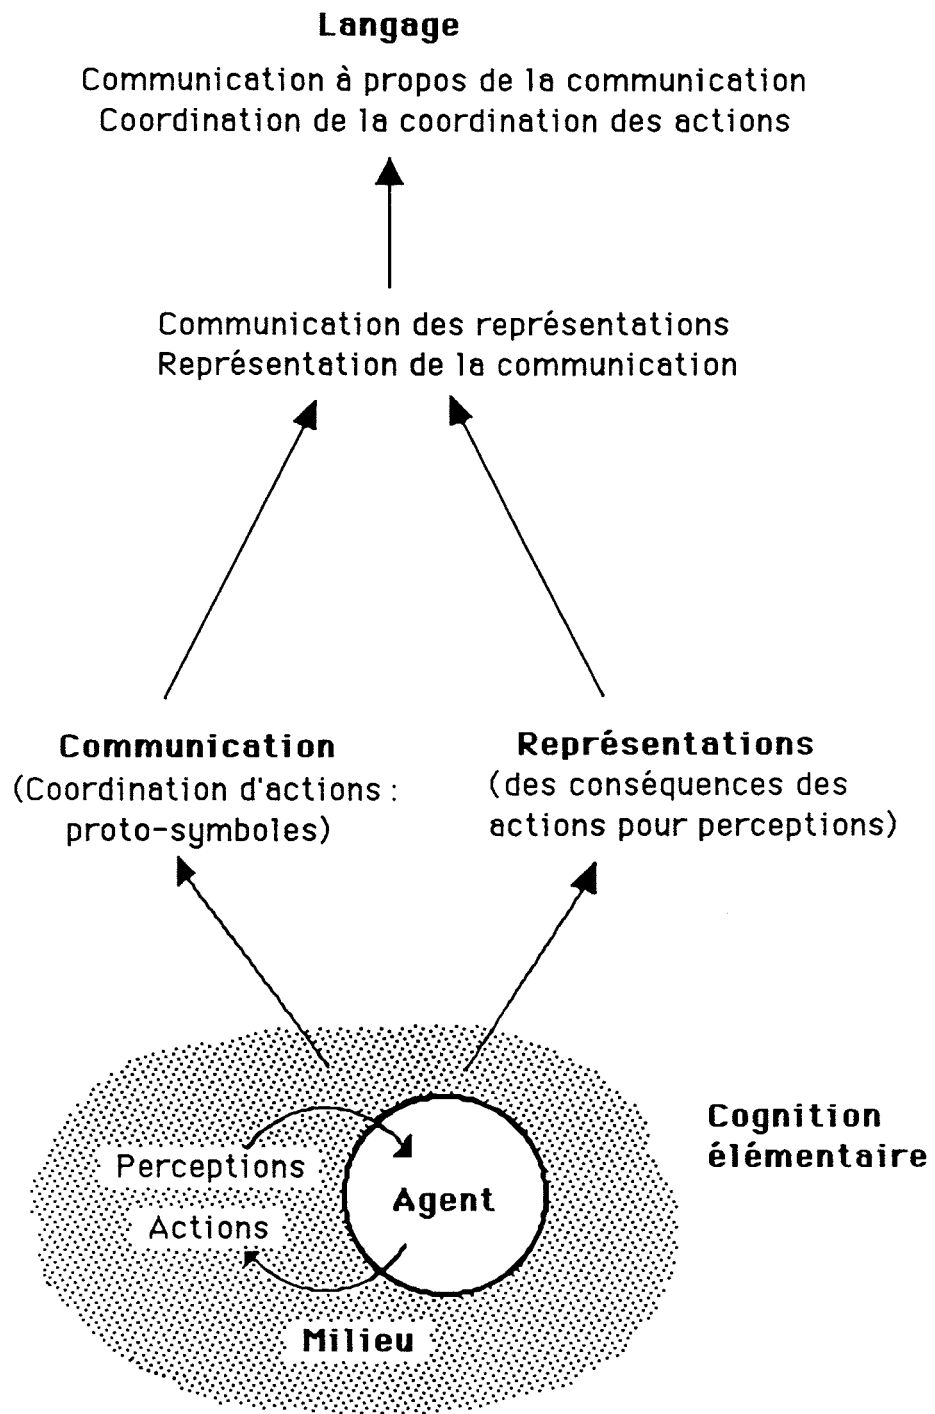 Langage
Communication à propos de la communication
Coordination de la coordination des actions
Communication des représentations
Représentation de la communication
Communication
(Coordination d'actions :
proto-symboles)
Représentations
(des conséquences des
actions pour perceptions)
Cognition
élémentaire
Perceptions
Agent
Actions
Milieu